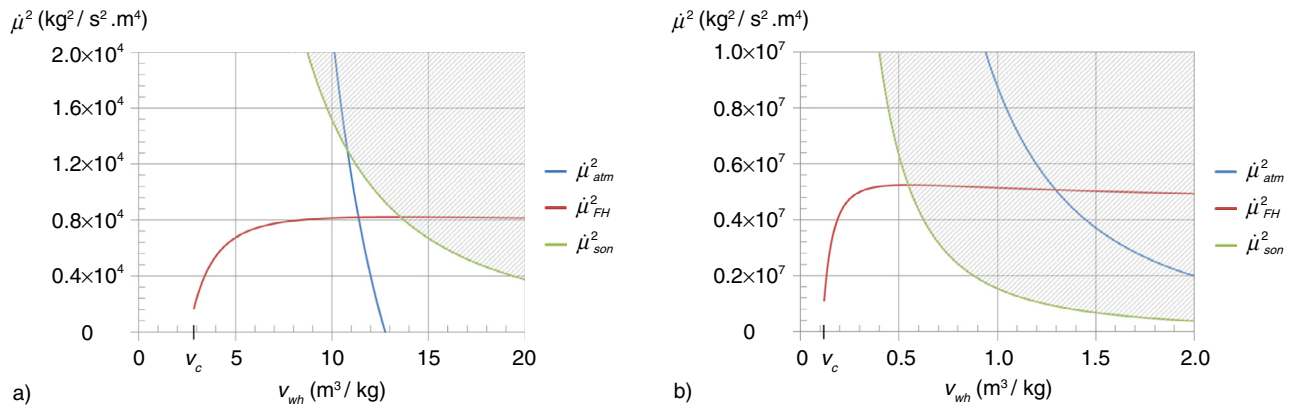 μ̇² (kg²/ s² .m⁴)
2.0×10⁴
1.6×10⁴
1.2×10⁴
0.8×10⁴
0.4×10⁴
0
0 5 10 15 20
v_c
v_wh (m³/ kg)
a)
μ̇²_atm
μ̇²_FH
μ̇²_son
μ̇² (kg²/ s² .m⁴)
1.0×10⁷
0.8×10⁷
0.6×10⁷
0.4×10⁷
0.2×10⁷
0
0 0.5 1.0 1.5 2.0
v_c
v_wh (m³/ kg)
b)
μ̇²_atm
μ̇²_FH
μ̇²_son